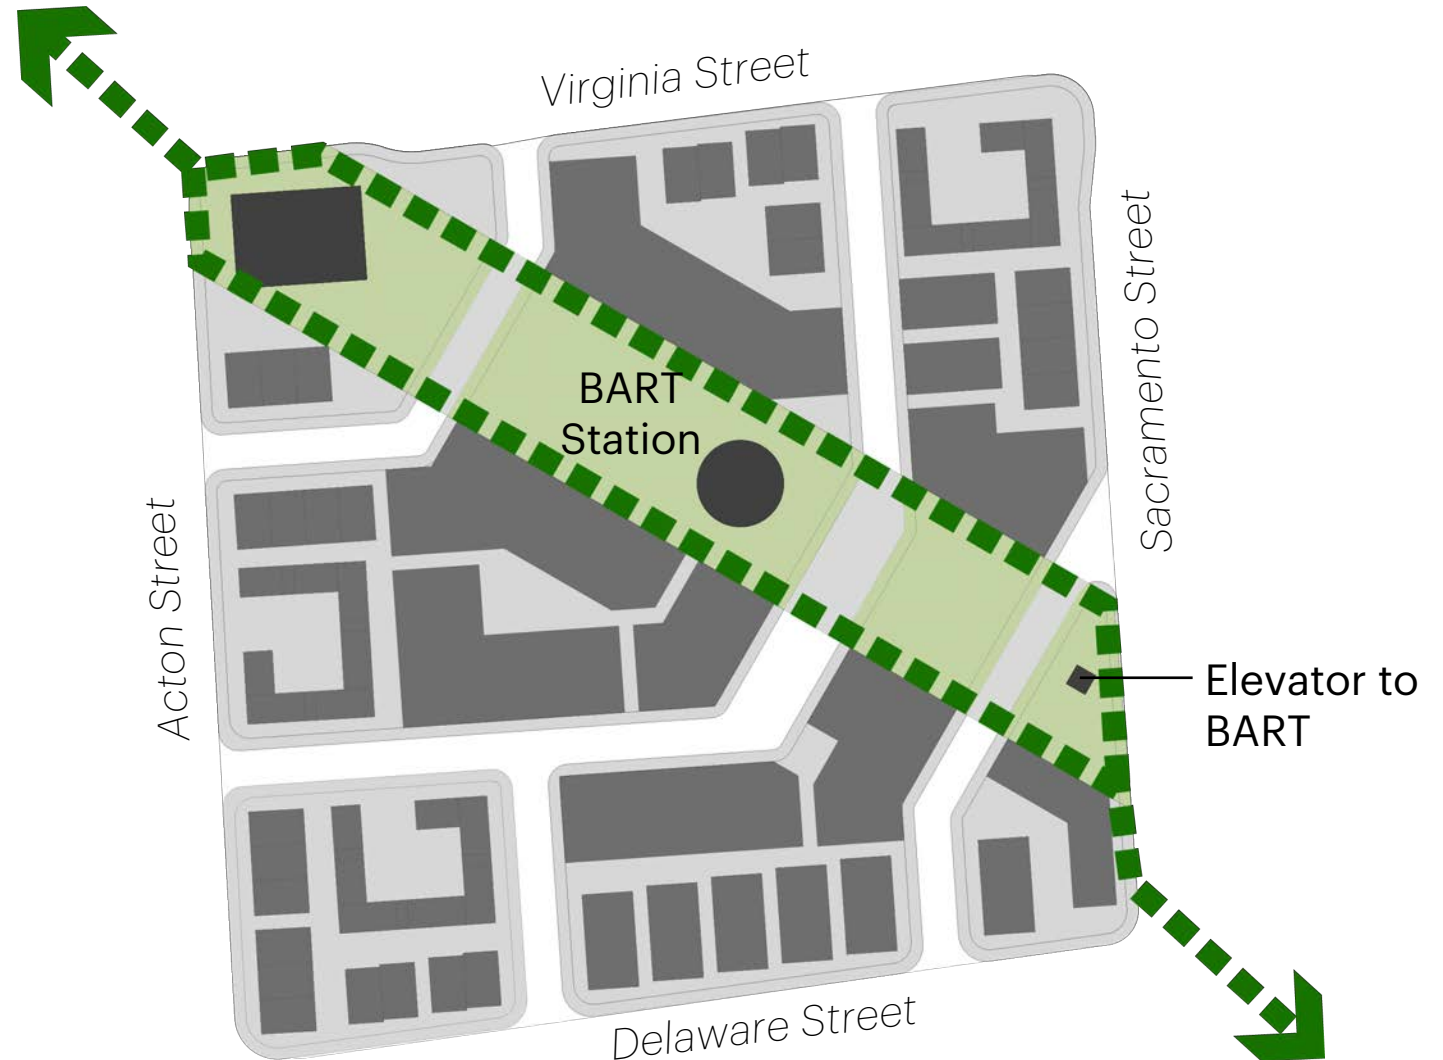 Virginia Street
Sacramento Street
BART
Station
Acton Street
Elevator to
BART
Delaware Street